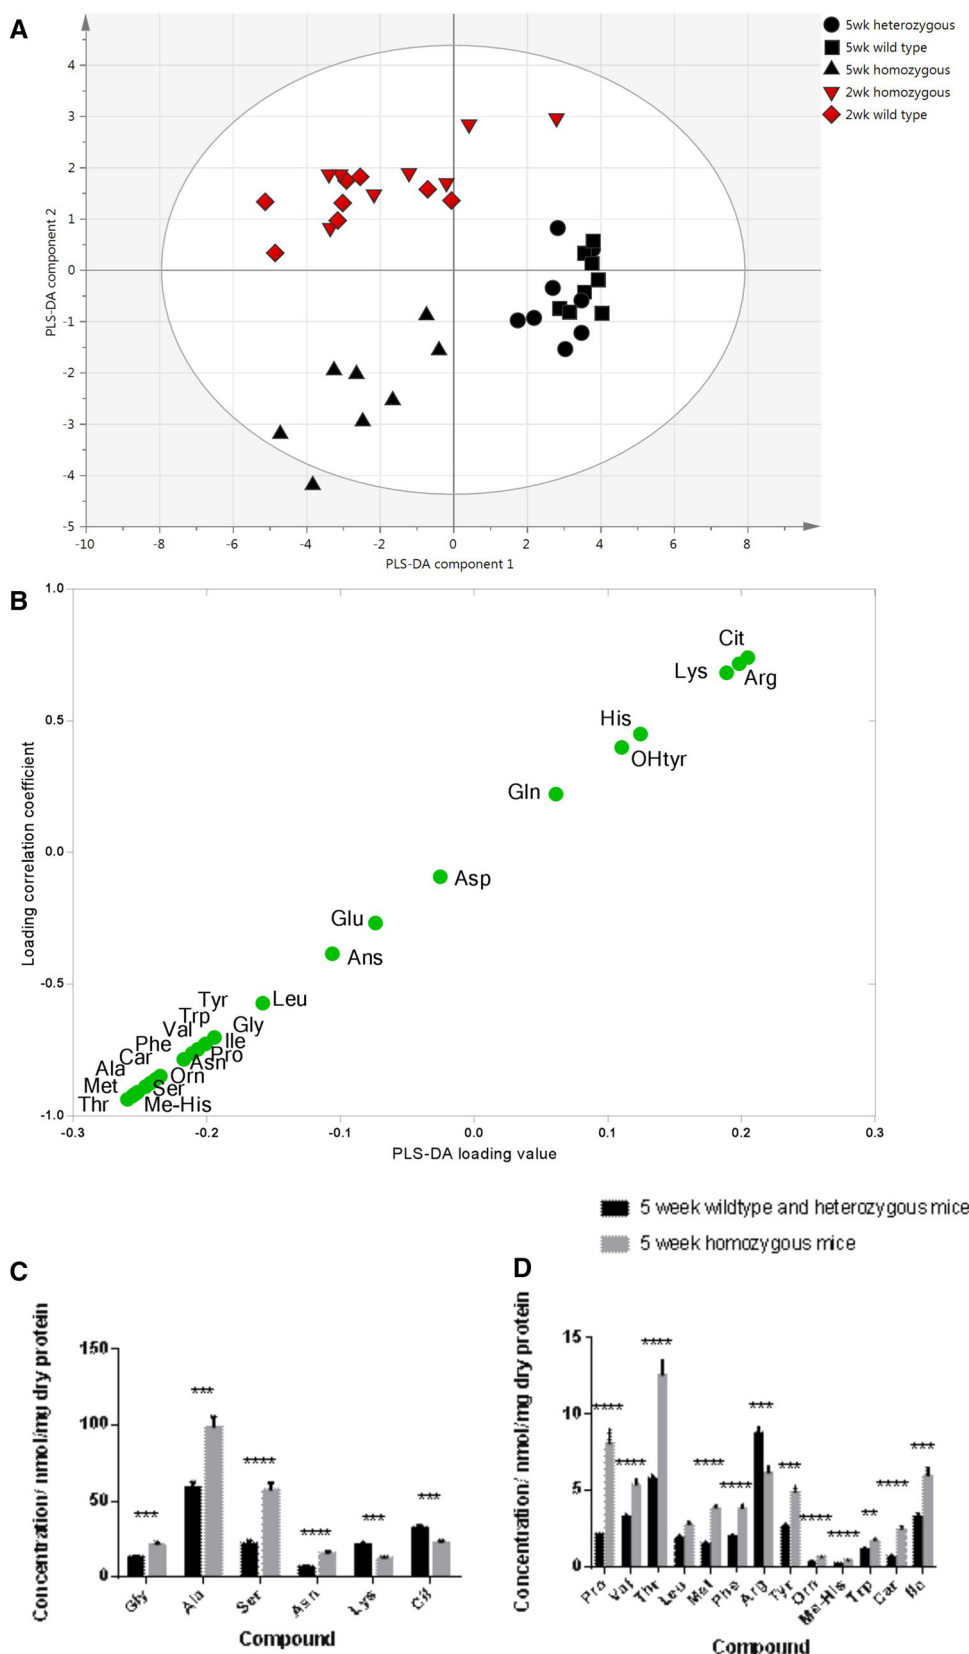 A
5wk heterozygous
5wk wild type
5wk homozygous
2wk homozygous
2wk wild type
4
3
2
1
0
-1
-2
-3
-4
-5
PLS-DA component 2
-10
-8
-6
-4
-2
0
2
4
6
8
PLS-DA component 1
B
1.0
0.5
0.0
-0.5
-1.0
Loading correlation coefficient
Cit
Lys
Arg
His
OHtyr
Gln
Asp
Glu
Ans
Leu
Tyr
Trp
Gly
Val
Ile
Phe
Pro
Car
Asn
Ala
Orn
Met
Ser
Thr
Me-His
-0.3
-0.2
-0.1
0.0
0.1
0.2
0.3
PLS-DA loading value
5 week wildtype and heterozygous mice
5 week homozygous mice
C
Concentration/ nmol/mg dry protein
150
100
50
0
***
***
****
****
***
***
Gly
Ala
Ser
Asn
Lys
Cit
Compound
D
Concentration/ nmol/mg dry protein
15
10
5
0
****
****
****
****
****
***
***
****
****
**
****
***
Pro
Val
Thr
Leu
Met
Phe
Arg
Tyr
Orn
Me-His
Trp
Car
Ile
Compound